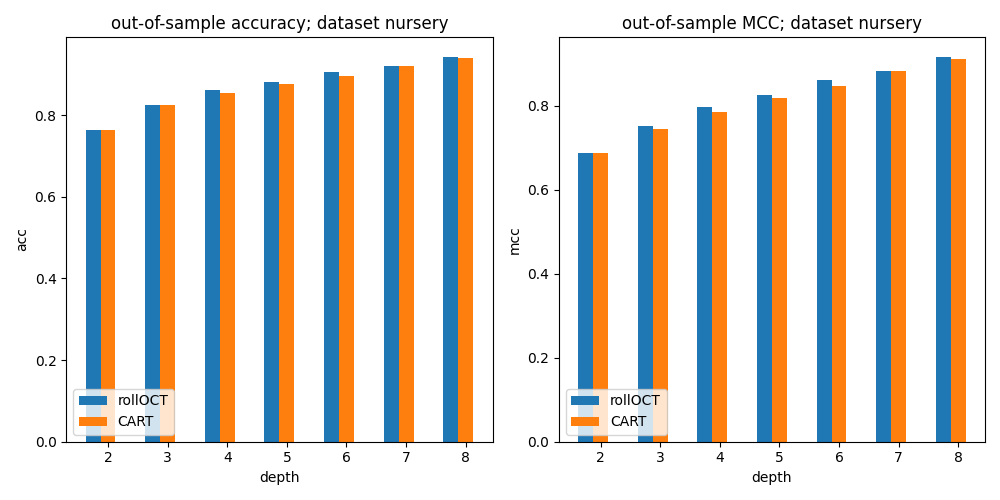 out-of-sample accuracy; dataset nursery
acc
0.8
0.6
0.4
0.2
0.0
rollOCT
CART
2 3 4 5 6 7 8
depth
out-of-sample MCC; dataset nursery
mcc
0.8
0.6
0.4
0.2
0.0
rollOCT
CART
2 3 4 5 6 7 8
depth